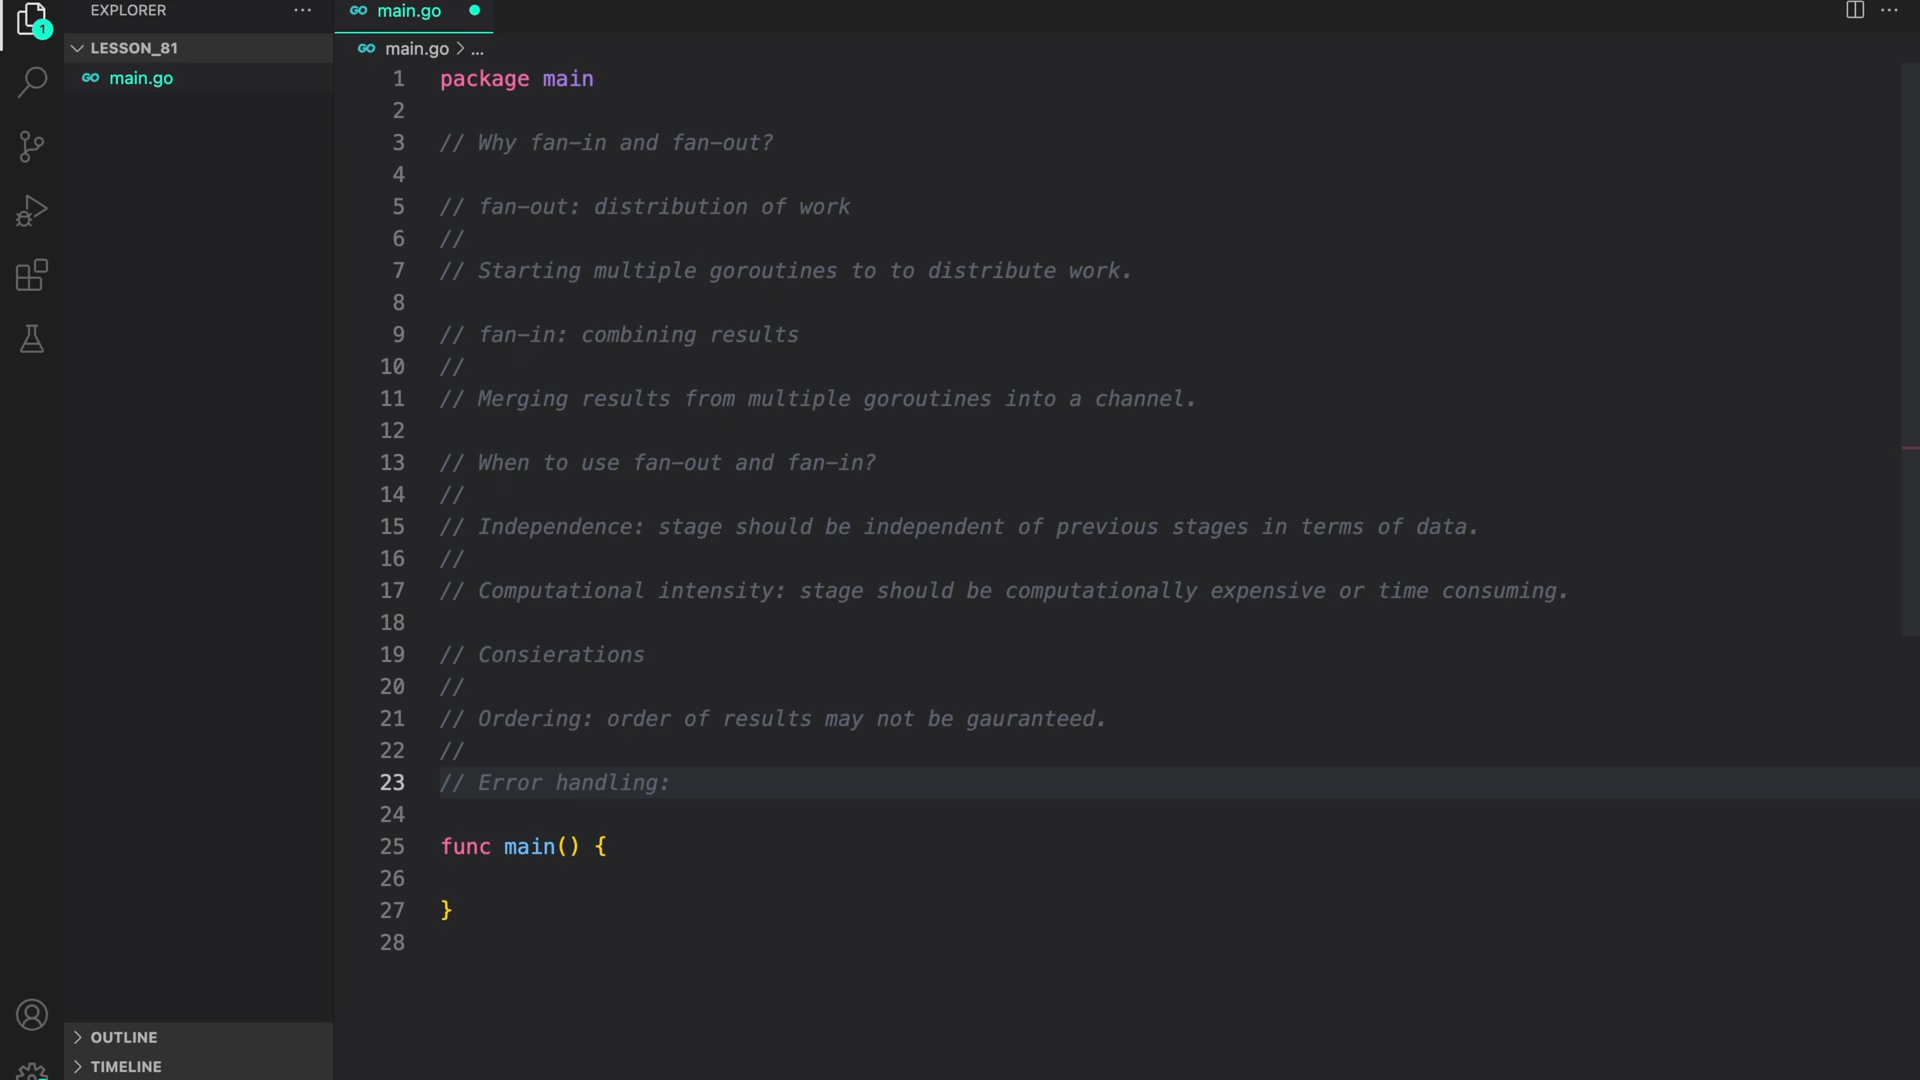 EXPLORER
main.go
1
LESSON_81
main.go > ...
main.go
1 package main
2
3 // Why fan-in and fan-out?
4
5 // fan-out: distribution of work
6 //
7 // Starting multiple goroutines to to distribute work.
8
9 // fan-in: combining results
10 //
11 // Merging results from multiple goroutines into a channel.
12
13 // When to use fan-out and fan-in?
14 //
15 // Independence: stage should be independent of previous stages in terms of data.
16 //
17 // Computational intensity: stage should be computationally expensive or time consuming.
18
19 // Consierations
20 //
21 // Ordering: order of results may not be gauranteed.
22 //
23 // Error handling:
24
25 func main() {
26
27 }
28
OUTLINE
TIMELINE